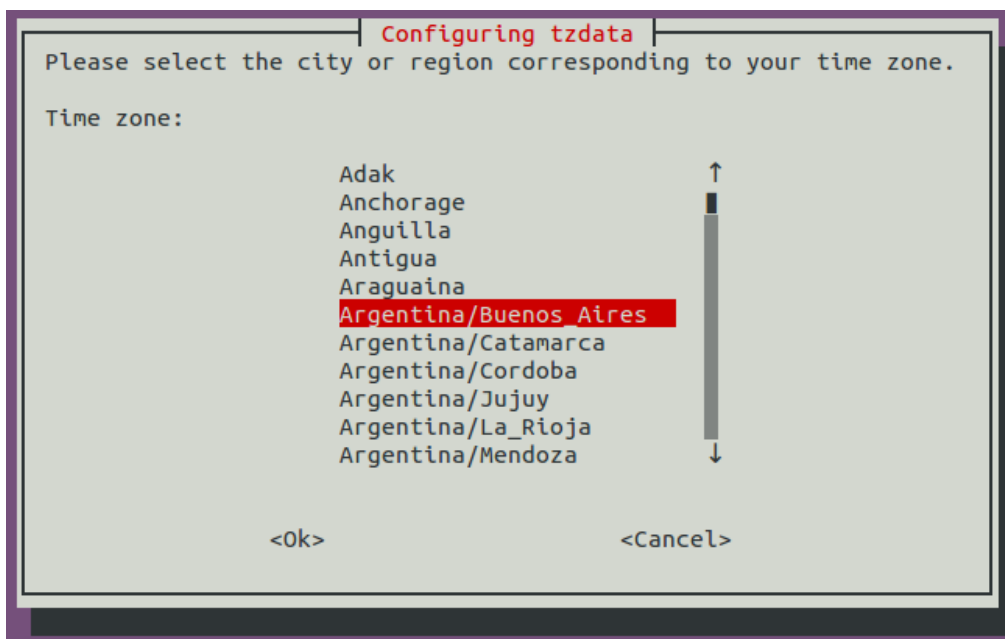 Configuring tzdata
Please select the city or region corresponding to your time zone.
Time zone:
Adak
Anchorage
Anguilla
Antigua
Araguaina
Argentina/Buenos_Aires
Argentina/Catamarca
Argentina/Cordoba
Argentina/Jujuy
Argentina/La_Rioja
Argentina/Mendoza
<Ok> <Cancel>